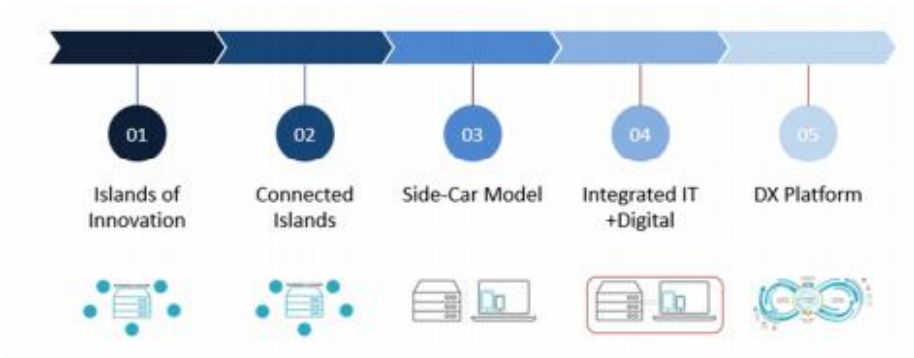 01
02
03
04
05
Islands of
Innovation
Connected
Islands
Side-Car Model
Integrated IT
+Digital
DX Platform